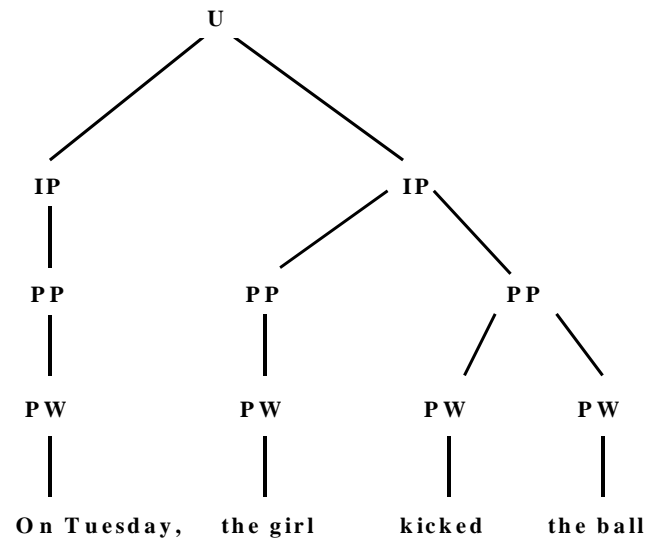 U
IP IP
PP PP PP
PW PW PW PW
On Tuesday, the girl kicked the ball